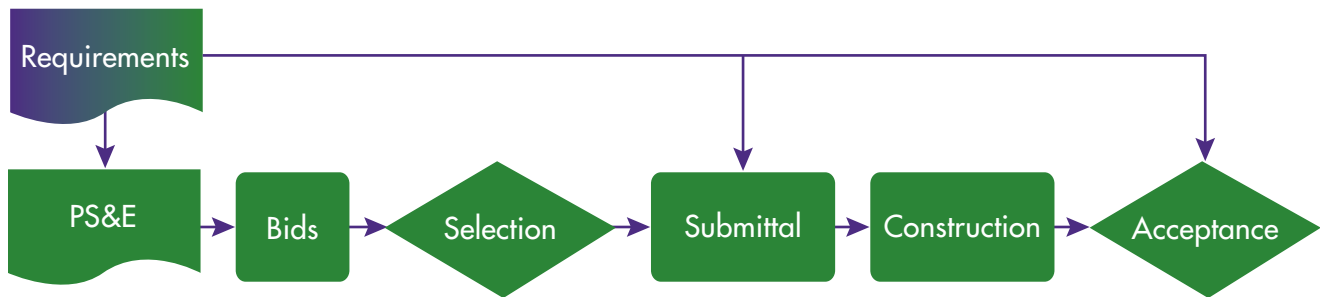 Requirements
PS&E
Bids
Selection
Submittal
Construction
Acceptance